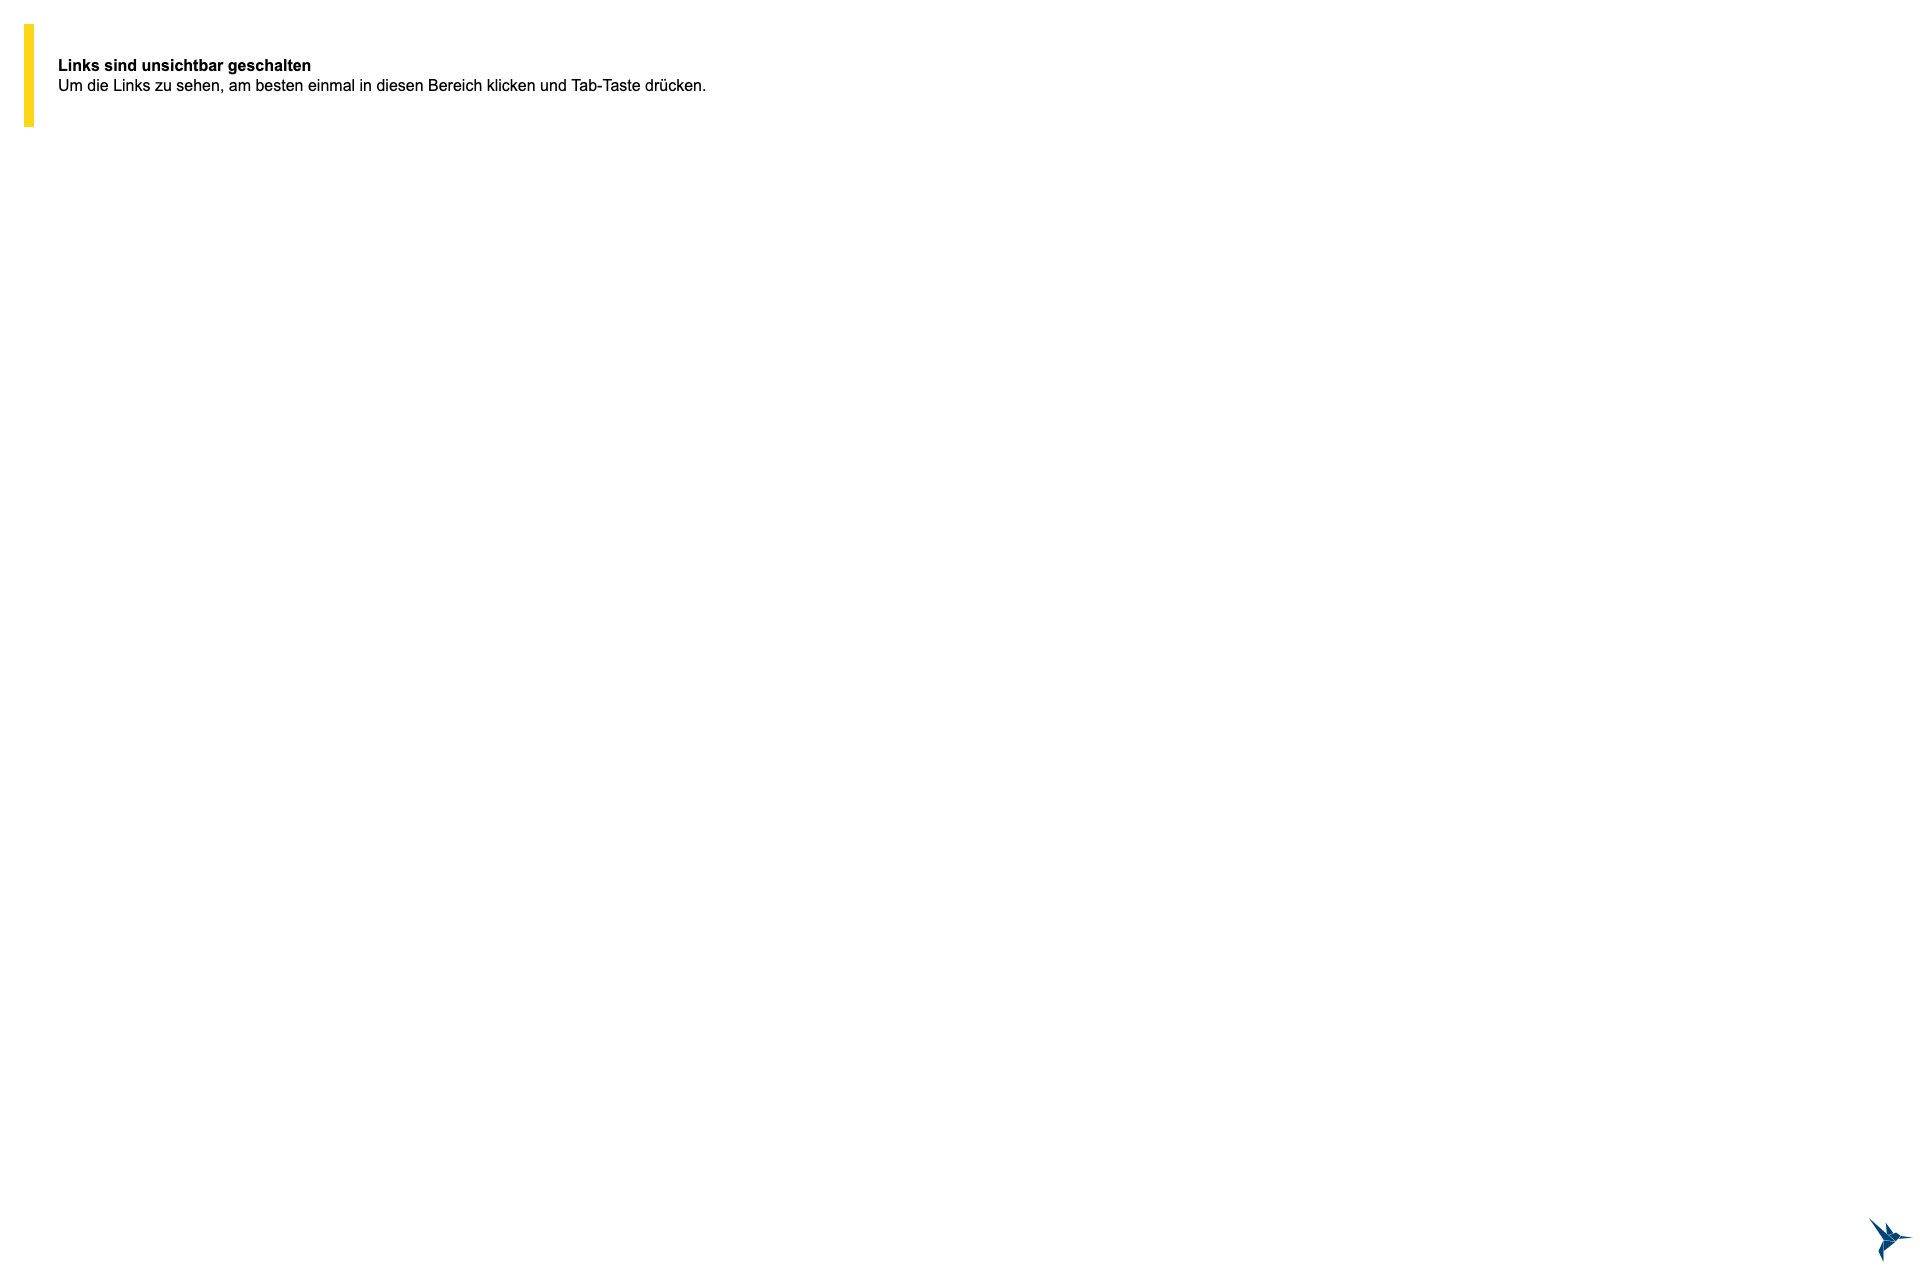 Links sind unsichtbar geschalten
Um die Links zu sehen, am besten einmal in diesen Bereich klicken und Tab-Taste drücken.